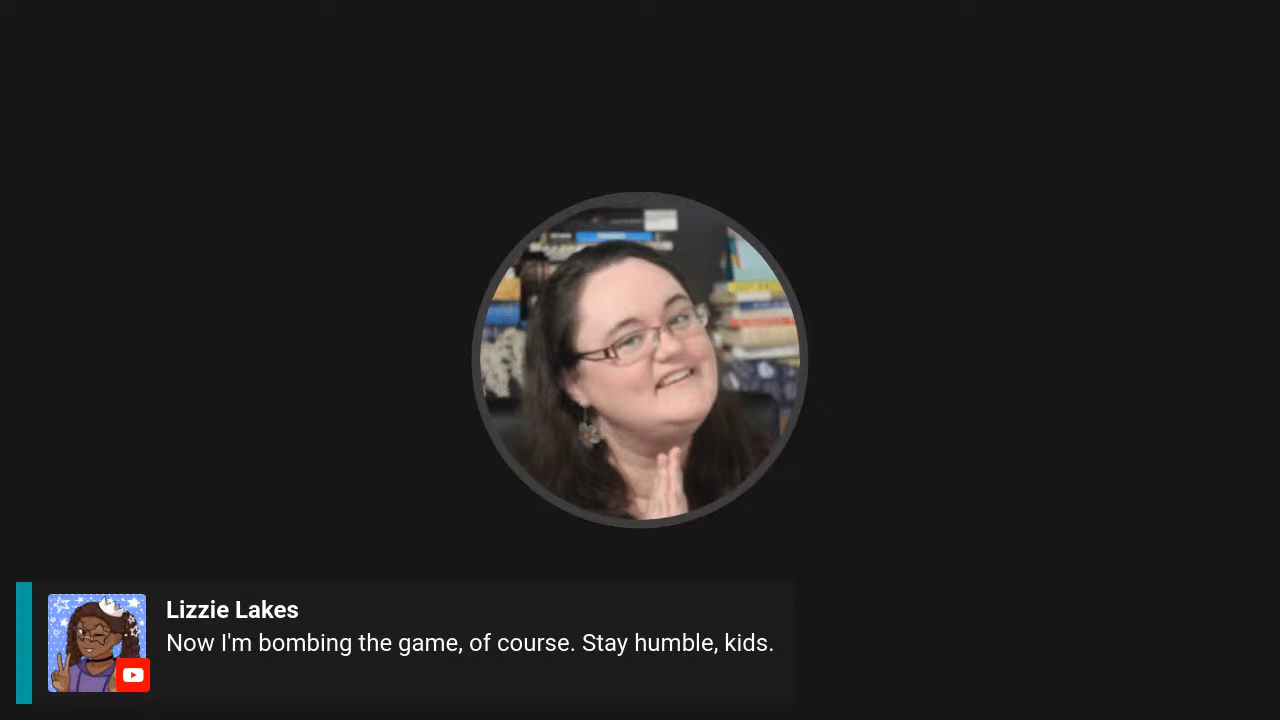 Lizzie Lakes
Now I'm bombing the game, of course. Stay humble, kids.